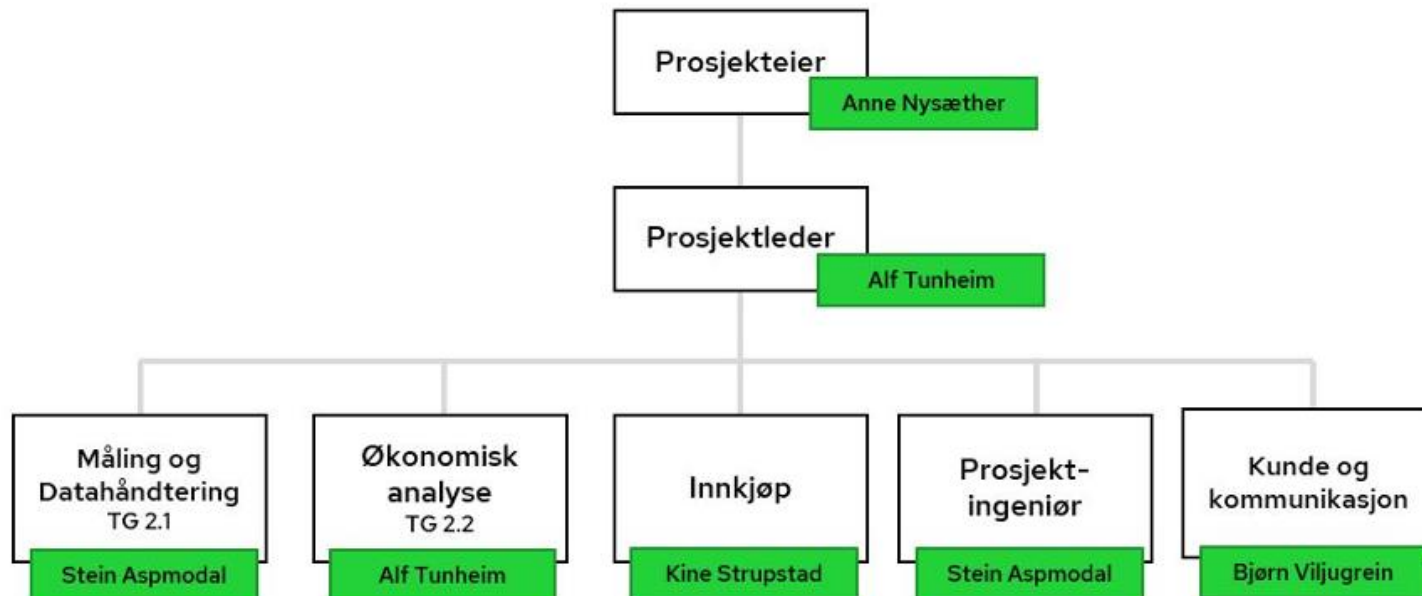 Prosjekteier
Anne Nysæther
Prosjektleder
Alf Tunheim
Måling og
Datahåndtering
TG 2.1
Stein Aspmodal
Økonomisk
analyse
TG 2.2
Alf Tunheim
Innkjøp
Kine Strupstad
Prosjekt-
ingeniør
Stein Aspmodal
Kunde og
kommunikasjon
Bjørn Viljugrein